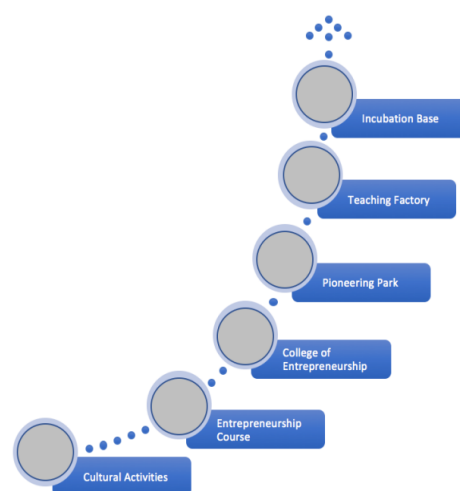 Incubation Base
Teaching Factory
Pioneering Park
College of
Entrepreneurship
Entrepreneurship
Course
Cultural Activities